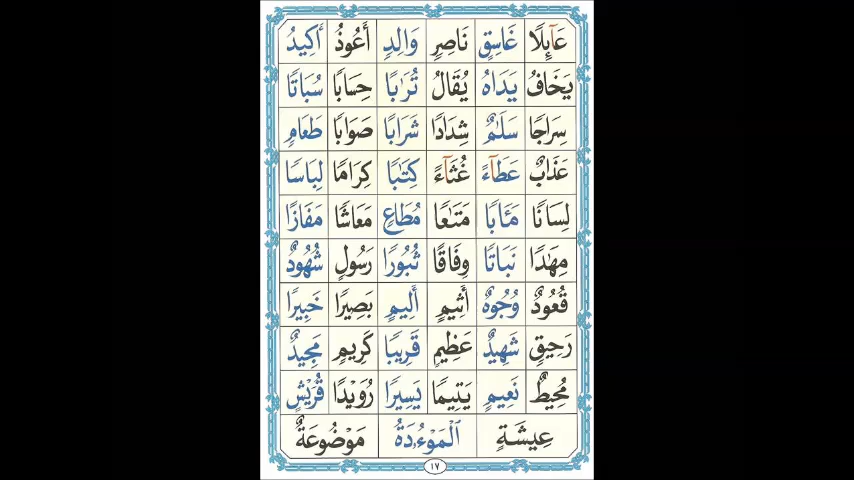 عَآئِلًا غَاسِقٍ نَاصِرٍ وَالِدٍ أَعُوذُ أَكِيدُ
يَخَافُ يَدَاهُ يُقَالُ تُرَٰبًا حِسَابًا سُبَاتًا
سِرَاجًا سَلَٰمٌ شِدَادًا شَرَابًا صَوَابًا طَعَامٍ
عَذَابٌ عَطَآءً غُثَآءً كِتَٰبًا كِرَامًا لِبَاسًا
لِسَانًا مَـَٔابًا مَتَٰعًا مُطَاعٍ مَعَاشًا مَفَازًا
مِهَٰدًا نَبَاتًا وِفَاقًا ثُبُورًا رَسُولٍ شُهُودٌ
قُعُودٌ وُجُوهٌ أَثِيمٍ أَلِيمٍ بَصِيرًا خَبِيرًا
رَحِيقٍ شَهِيدٌ عَظِيمٍ قَرِيبًا كَرِيمٍ مَجِيدٌ
مُحِيطٌ نَعِيمٍ يَتِيمًا يَسِيرًا رُوَيْدًا قُرَيْشٍ
عِيشَةٍ الْمَوْءُۥدَةُ مَوْضُوعَةٌ
١٧